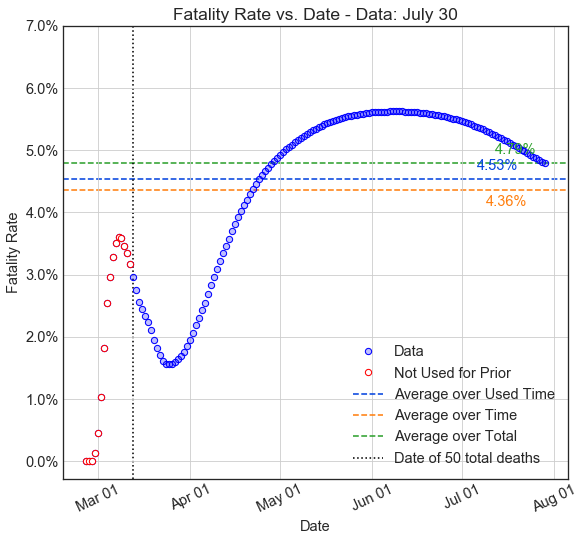 Fatality Rate vs. Date - Data: July 30
7.0%
6.0%
5.0%
4.0%
3.0%
2.0%
1.0%
0.0%
Fatality Rate
4.79%
4.53%
4.36%
Data
Not Used for Prior
Average over Used Time
Average over Time
Average over Total
Date of 50 total deaths
Mar 01
Apr 01
May 01
Jun 01
Jul 01
Aug 01
Date